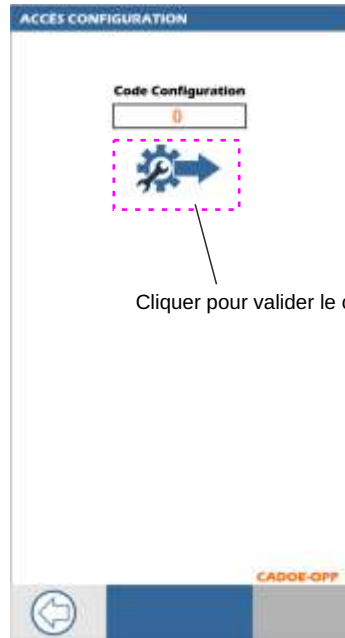 ACCÈS CONFIGURATION
Code Configuration
0
Cliquer pour valider le
CADOE-OPP